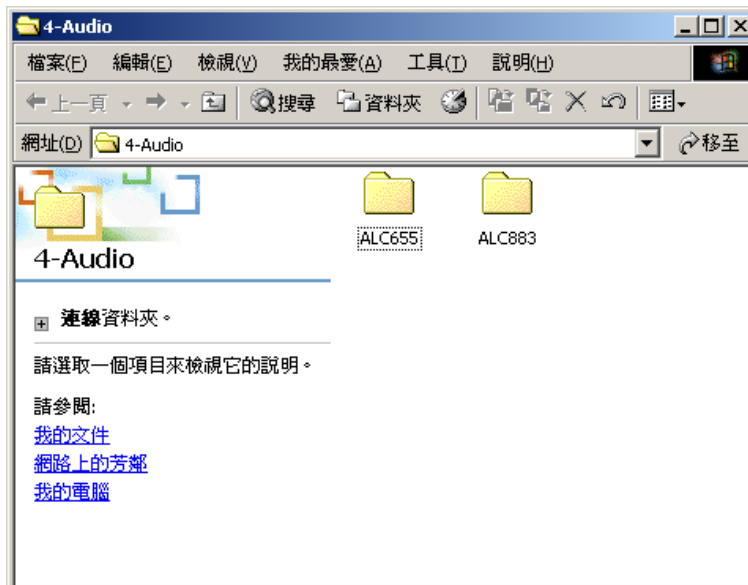 4-Audio
檔案(F) 編輯(E) 檢視(V) 我的最愛(A) 工具(T) 說明(H)
上一頁 搜尋 資料夾
網址(D) 4-Audio 移至
ALC655 ALC883
4-Audio
連線資料夾。
請選取一個項目來檢視它的說明。
請參閱:
我的文件
網路上的芳鄰
我的電腦